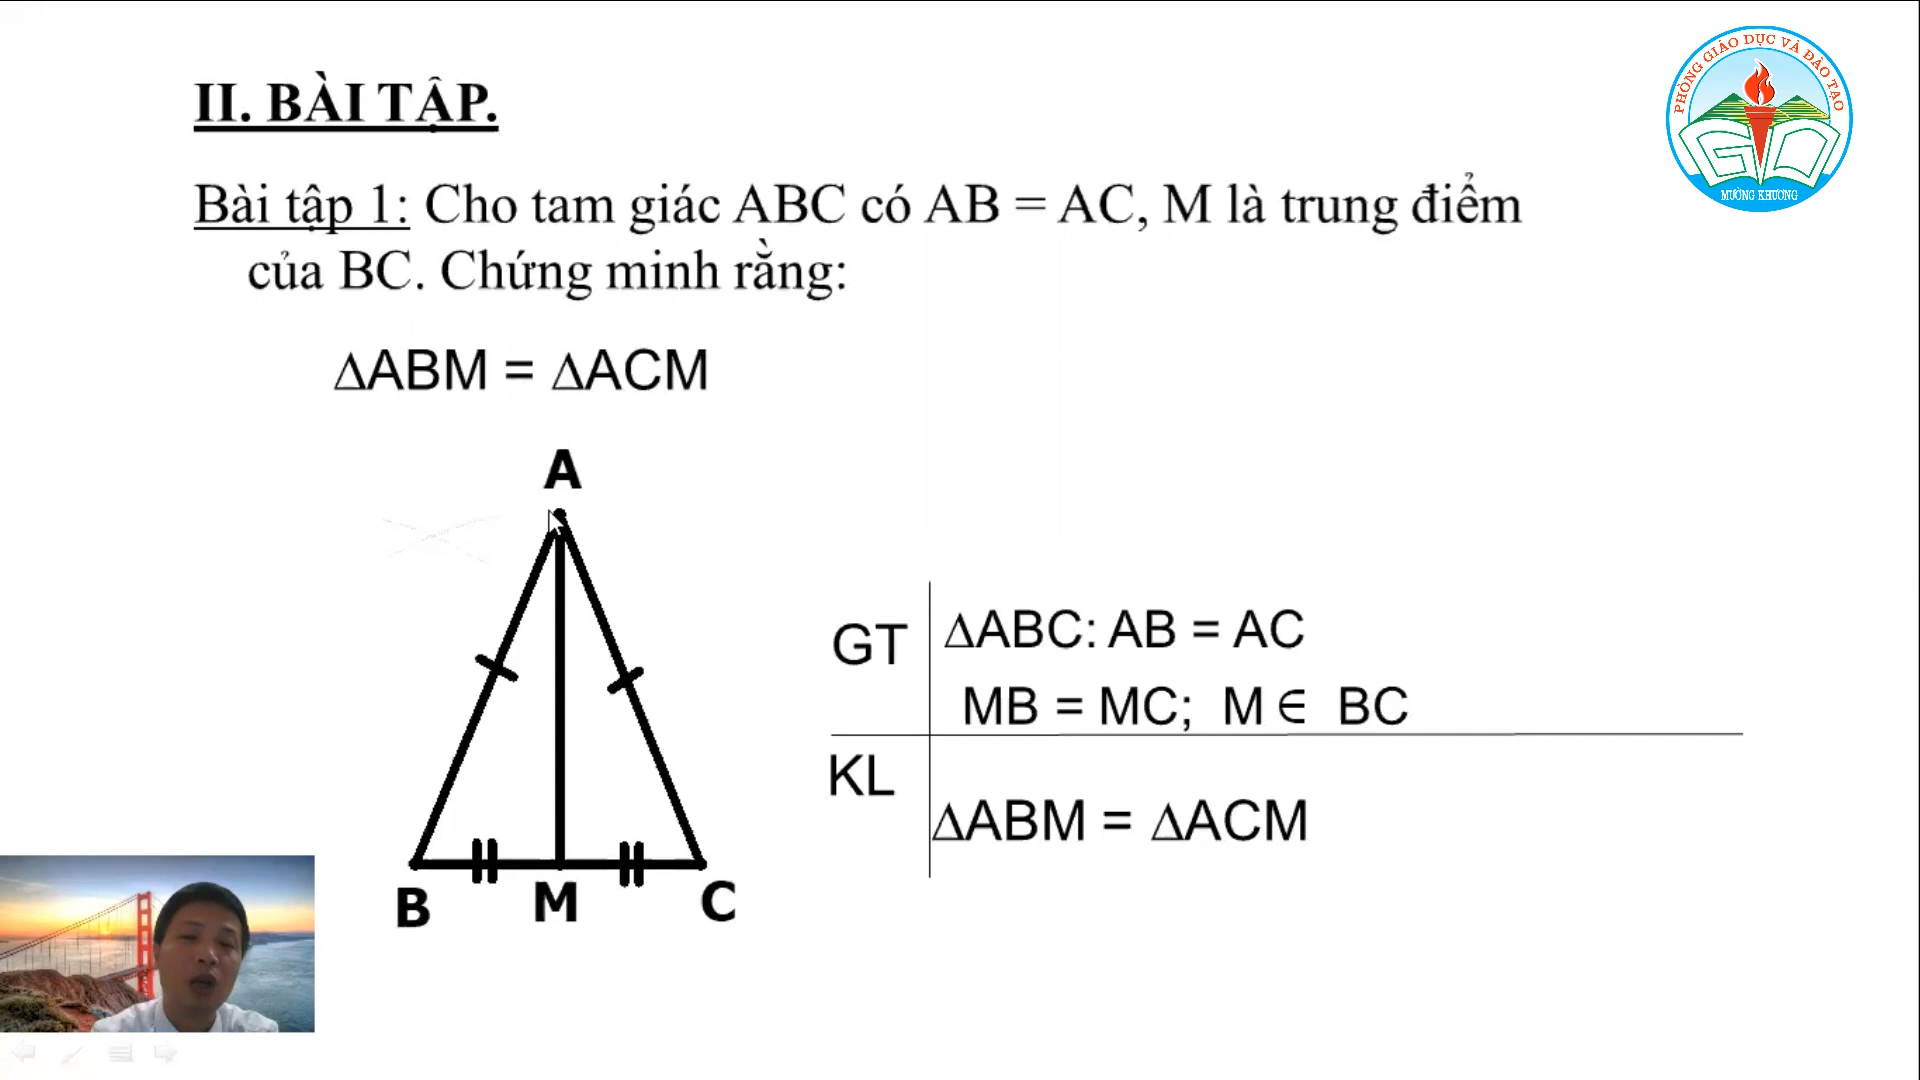 II. BÀI TẬP.
PHÒNG GIÁO DỤC VÀ ĐÀO TẠO
GD
MƯỜNG KHƯƠNG
Bài tập 1: Cho tam giác ABC có AB = AC, M là trung điểm
của BC. Chứng minh rằng:
∆ABM = ∆ACM
A
B
M
C
GT
∆ABC: AB = AC
MB = MC; M ∈ BC
KL
∆ABM = ∆ACM